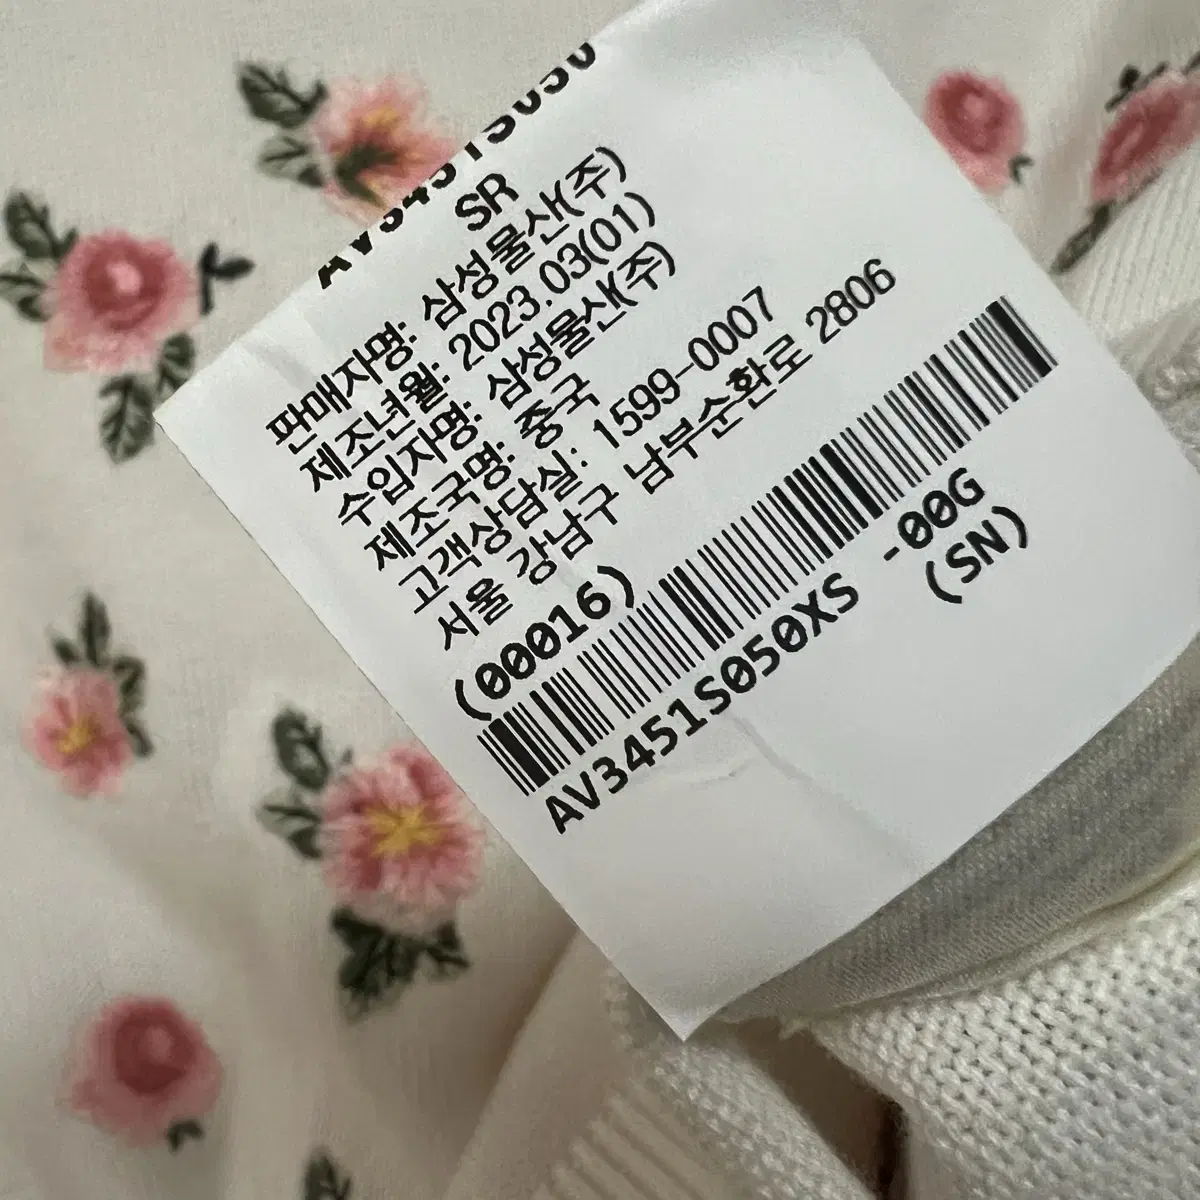 SR
판매자명: 삼성물산(주)
제조년월: 2023.03(01)
수입자명: 삼성물산(주)
제조국명: 중국
고객상담실: 1599-0007
서울 강남구 남부순환로 2806
(00016)
AV3451S050XS -00G
(SN)